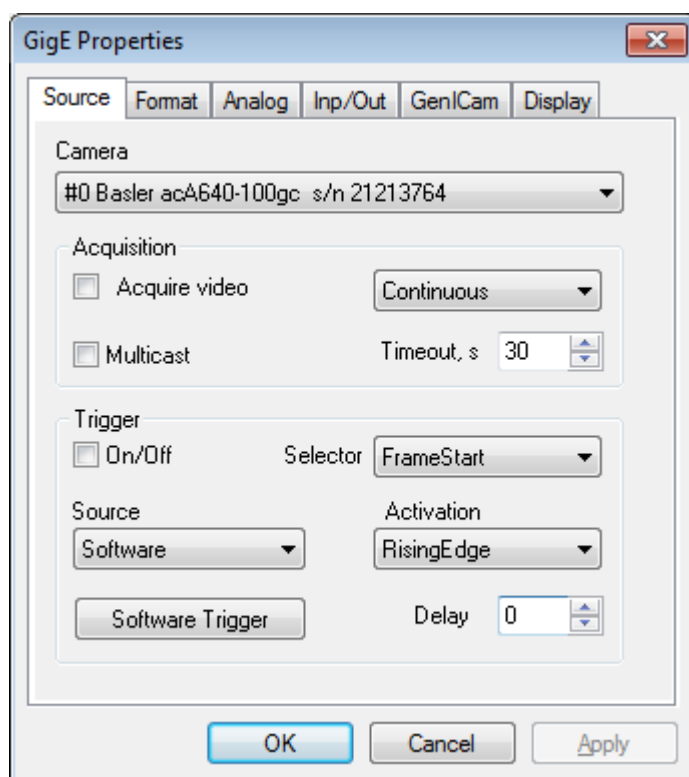 GigE Properties
Source Format Analog Inp/Out GenICam Display
Camera
#0 Basler acA640-100gc s/n 21213764
Acquisition
Acquire video Continuous
Multicast Timeout, s 30
Trigger
On/Off Selector FrameStart
Source Activation
Software RisingEdge
Software Trigger Delay 0
OK Cancel Apply